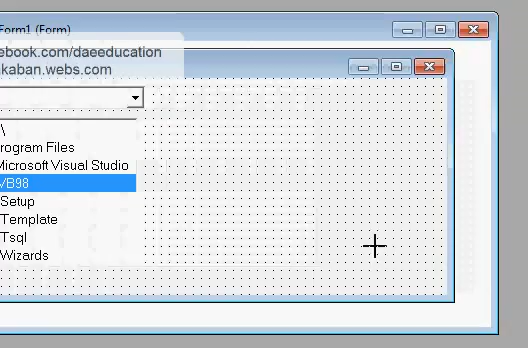 Form1 (Form)
ebook.com/daeeducation
kaban.webs.com
\
rogram Files
Microsoft Visual Studio
VB98
Setup
Template
Tsql
Wizards